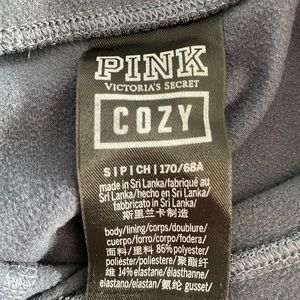 PINK
VICTORIA'S SECRET
COZY
S|P|CH|170/68A
made in Sri Lanka/fabriqué au
Sri Lanka/hecho en Sri Lanka/
fabricato in Sri Lanka/
斯里兰卡制造
body/lining/corps/doublure/
cuerpo/forro/corpo/fodera/
面料/里料 86% polyester/
poliéster/poliestere/聚酯纤
维 14% elastane/élasthanne/
elastano/elastan/氨纶 gusset/